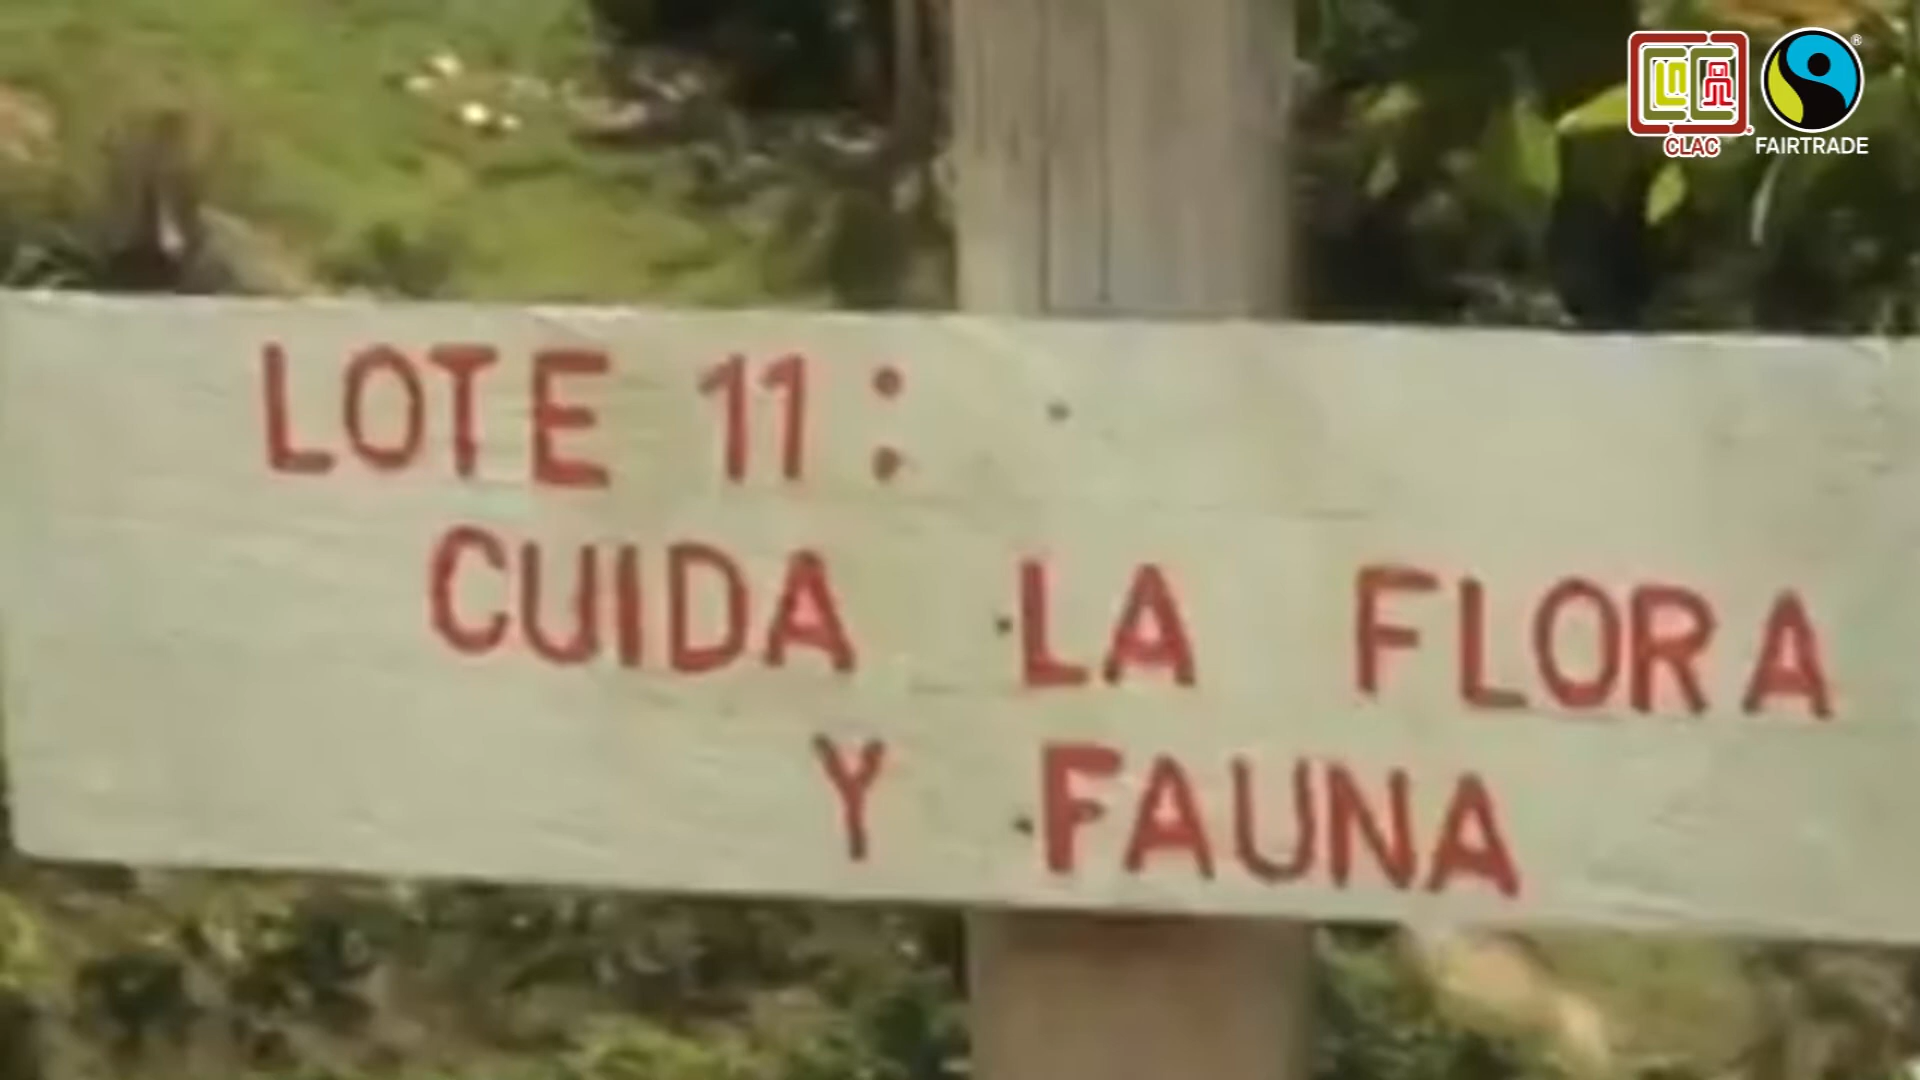 LOTE 11:
CUIDA LA FLORA
Y FAUNA
CLAC
FAIRTRADE